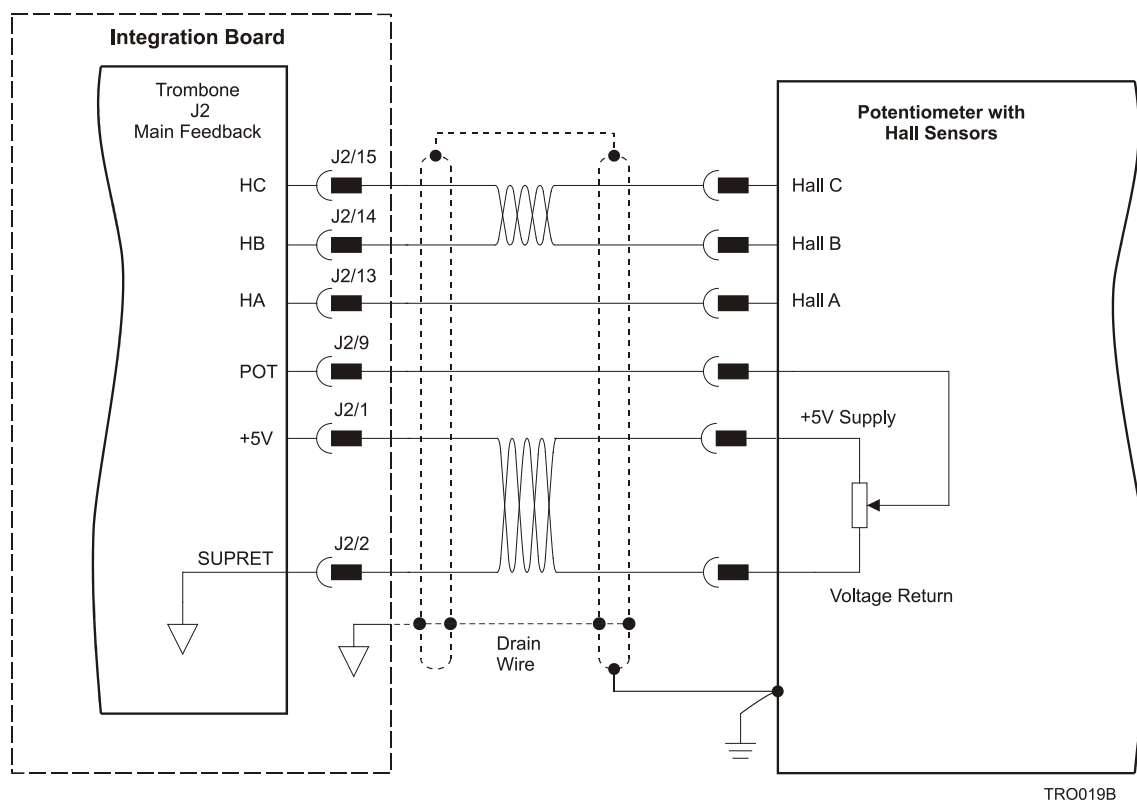 Integration Board
Trombone
J2
Main Feedback
Potentiometer with
Hall Sensors
J2/15
HC
Hall C
J2/14
HB
Hall B
J2/13
HA
Hall A
J2/9
POT
J2/1
+5V
+5V Supply
J2/2
SUPRET
Voltage Return
Drain
Wire
TRO019B